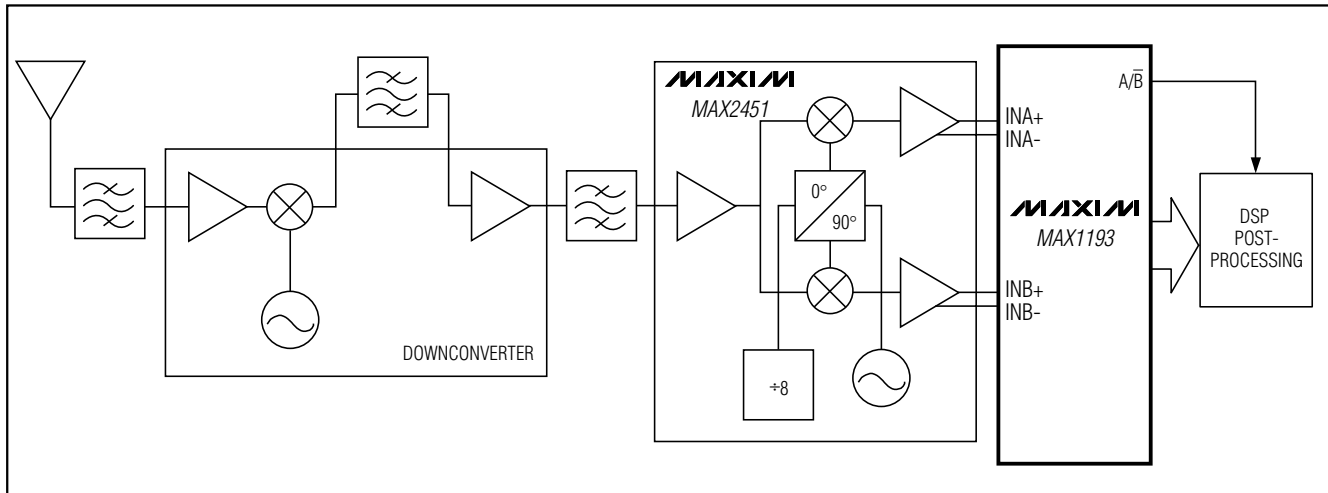 DOWNCONVERTER
MAXIM
MAX2451
0°
90°
÷8
INA+
INA-
INB+
INB-
A/B̅
MAXIM
MAX1193
DSP
POST-
PROCESSING